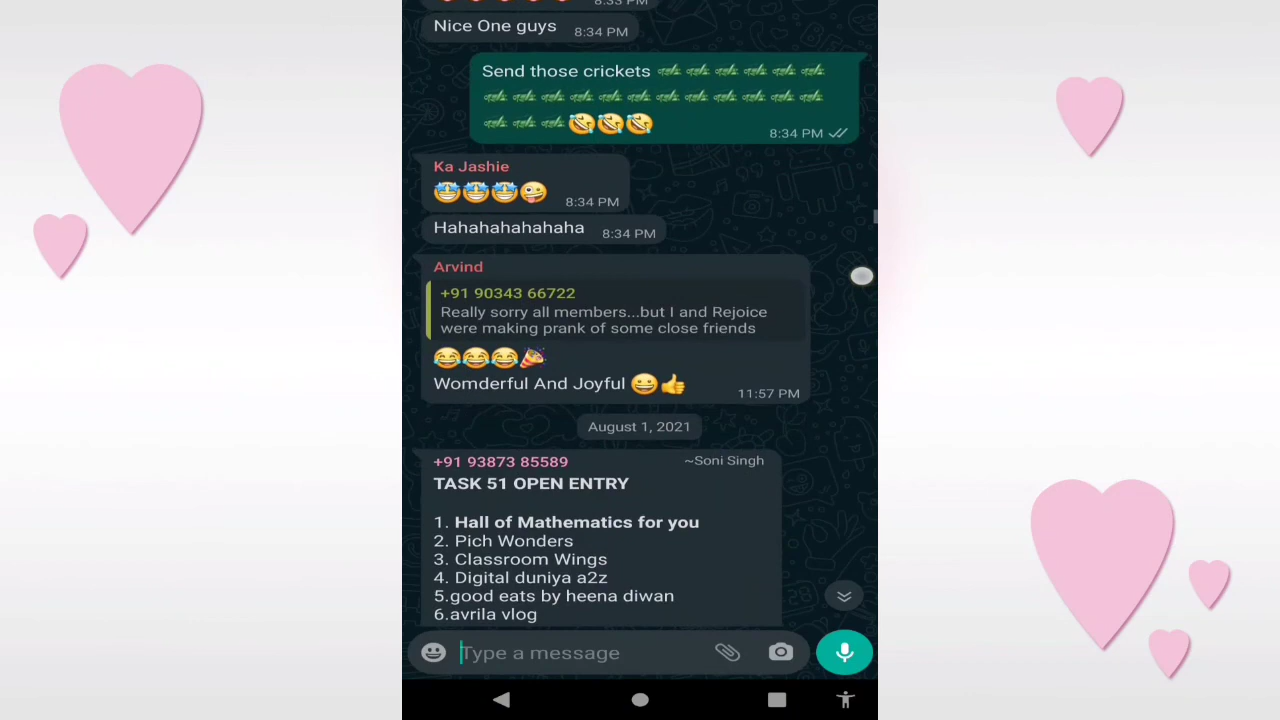 8:33 PM
Nice One guys 8:34 PM
Send those crickets 🦗🦗🦗🦗🦗🦗
🦗🦗🦗🦗🦗🦗🦗🦗🦗🦗🦗🦗
🦗🦗🦗🤣🤣🤣 8:34 PM
Ka Jashie
🤩🤩🤩🤪 8:34 PM
Hahahahahahaha 8:34 PM
Arvind
+91 90343 66722
Really sorry all members...but I and Rejoice
were making prank of some close friends
😂😂😂🎉
Womderful And Joyful 😀👍 11:57 PM
August 1, 2021
+91 93873 85589 ~Soni Singh
TASK 51 OPEN ENTRY
1. Hall of Mathematics for you
2. Pich Wonders
3. Classroom Wings
4. Digital duniya a2z
5.good eats by heena diwan
6.avrila vlog
Type a message